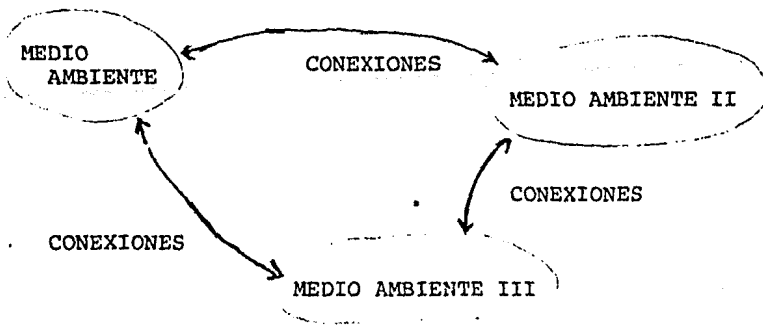 MEDIO
AMBIENTE
CONEXIONES
MEDIO AMBIENTE II
CONEXIONES
CONEXIONES
MEDIO AMBIENTE III